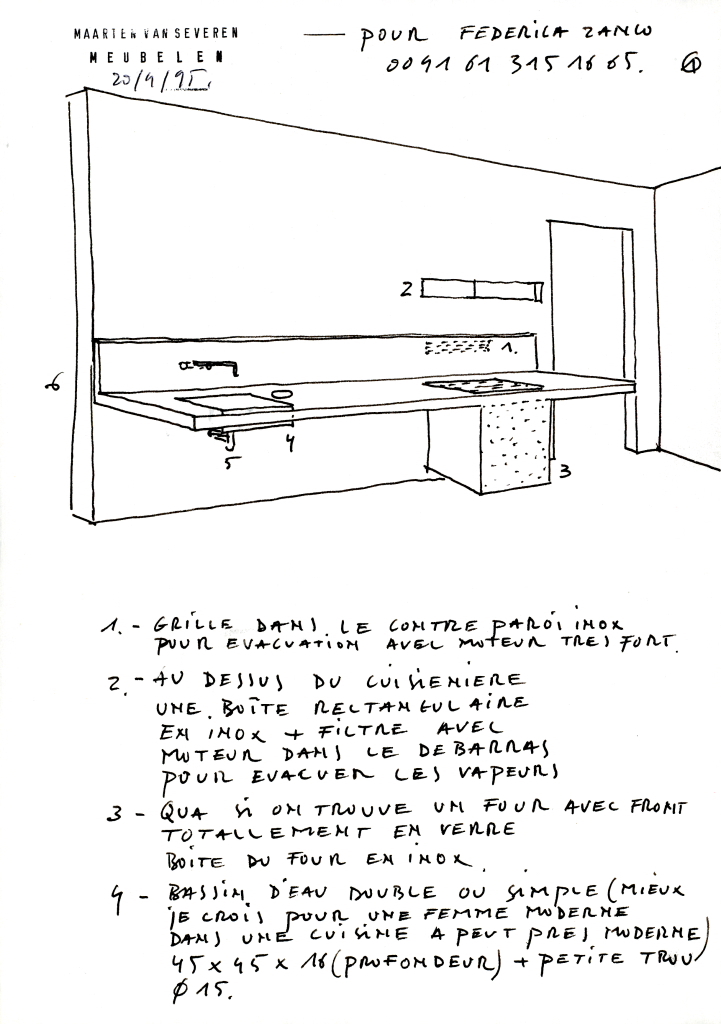 MAARTEN VAN SEVEREN — POUR FEDERICA ZANCO
MEUBELEN 0041 61 315 16 65. 1
20/4/95.
2
1.
6
4
5
3
1. - GRILLE DANS LE CONTRE PAROI INOX
POUR EVACUATION AVEC MOTEUR TRES FORT.
2. - AU DESSUS DU CUISIENIERE
UNE BOÎTE RECTANGULAIRE
EN INOX + FILTRE AVEC
MOTEUR DANS LE DEBARRAS
POUR EVACUER LES VAPEURS
3 - QUA SI ON TROUVE UN FOUR AVEC FRONT
TOTALLEMENT EN VERRE
BOITE DU FOUR EN INOX.
4 - BASSIN D'EAU DOUBLE OU SIMPLE (MIEUX
JE CROIS POUR UNE FEMME MODERNE
DANS UNE CUISINE A PEUT PRES MODERNE)
45 x 45 x 16 (PROFONDEUR) + PETITE TROU
Ø 15.